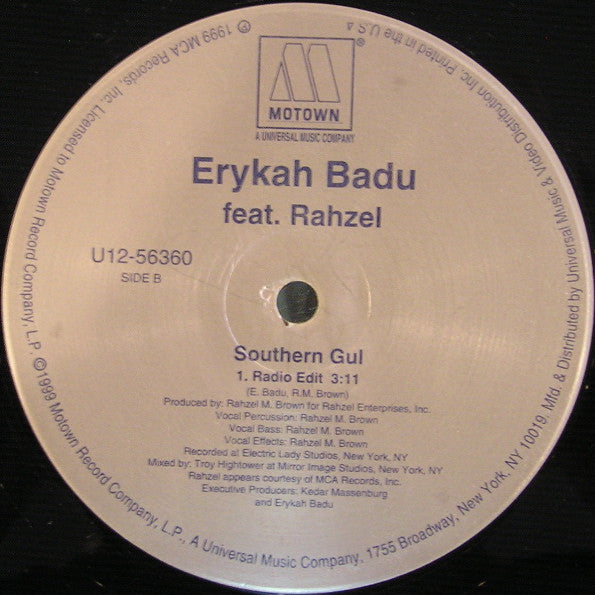 MOTOWN
®
A UNIVERSAL MUSIC COMPANY
Erykah Badu
feat. Rahzel
U12-56360
SIDE B
Southern Gul
1. Radio Edit 3:11
(E. Badu, R.M. Brown)
Produced by: Rahzel M. Brown for Rahzel Enterprises, Inc.
Vocal Percussion: Rahzel M. Brown
Vocal Bass: Rahzel M. Brown
Vocal Effects: Rahzel M. Brown
Recorded at Electric Lady Studios, New York, NY
Mixed by: Troy Hightower at Mirror Image Studios, New York, NY
Rahzel appears courtesy of MCA Records, Inc.
Executive Producers: Kedar Massenburg
and Erykah Badu
℗ 1999 MCA Records, Inc. Licensed to Motown Record Company, L.P. ©1999 Motown Record Company, L.P., A Universal Music Company, 1755 Broadway, New York, NY 10019. Mfd. & Distributed by Universal Music & Video Distribution Inc. Printed in the U.S.A